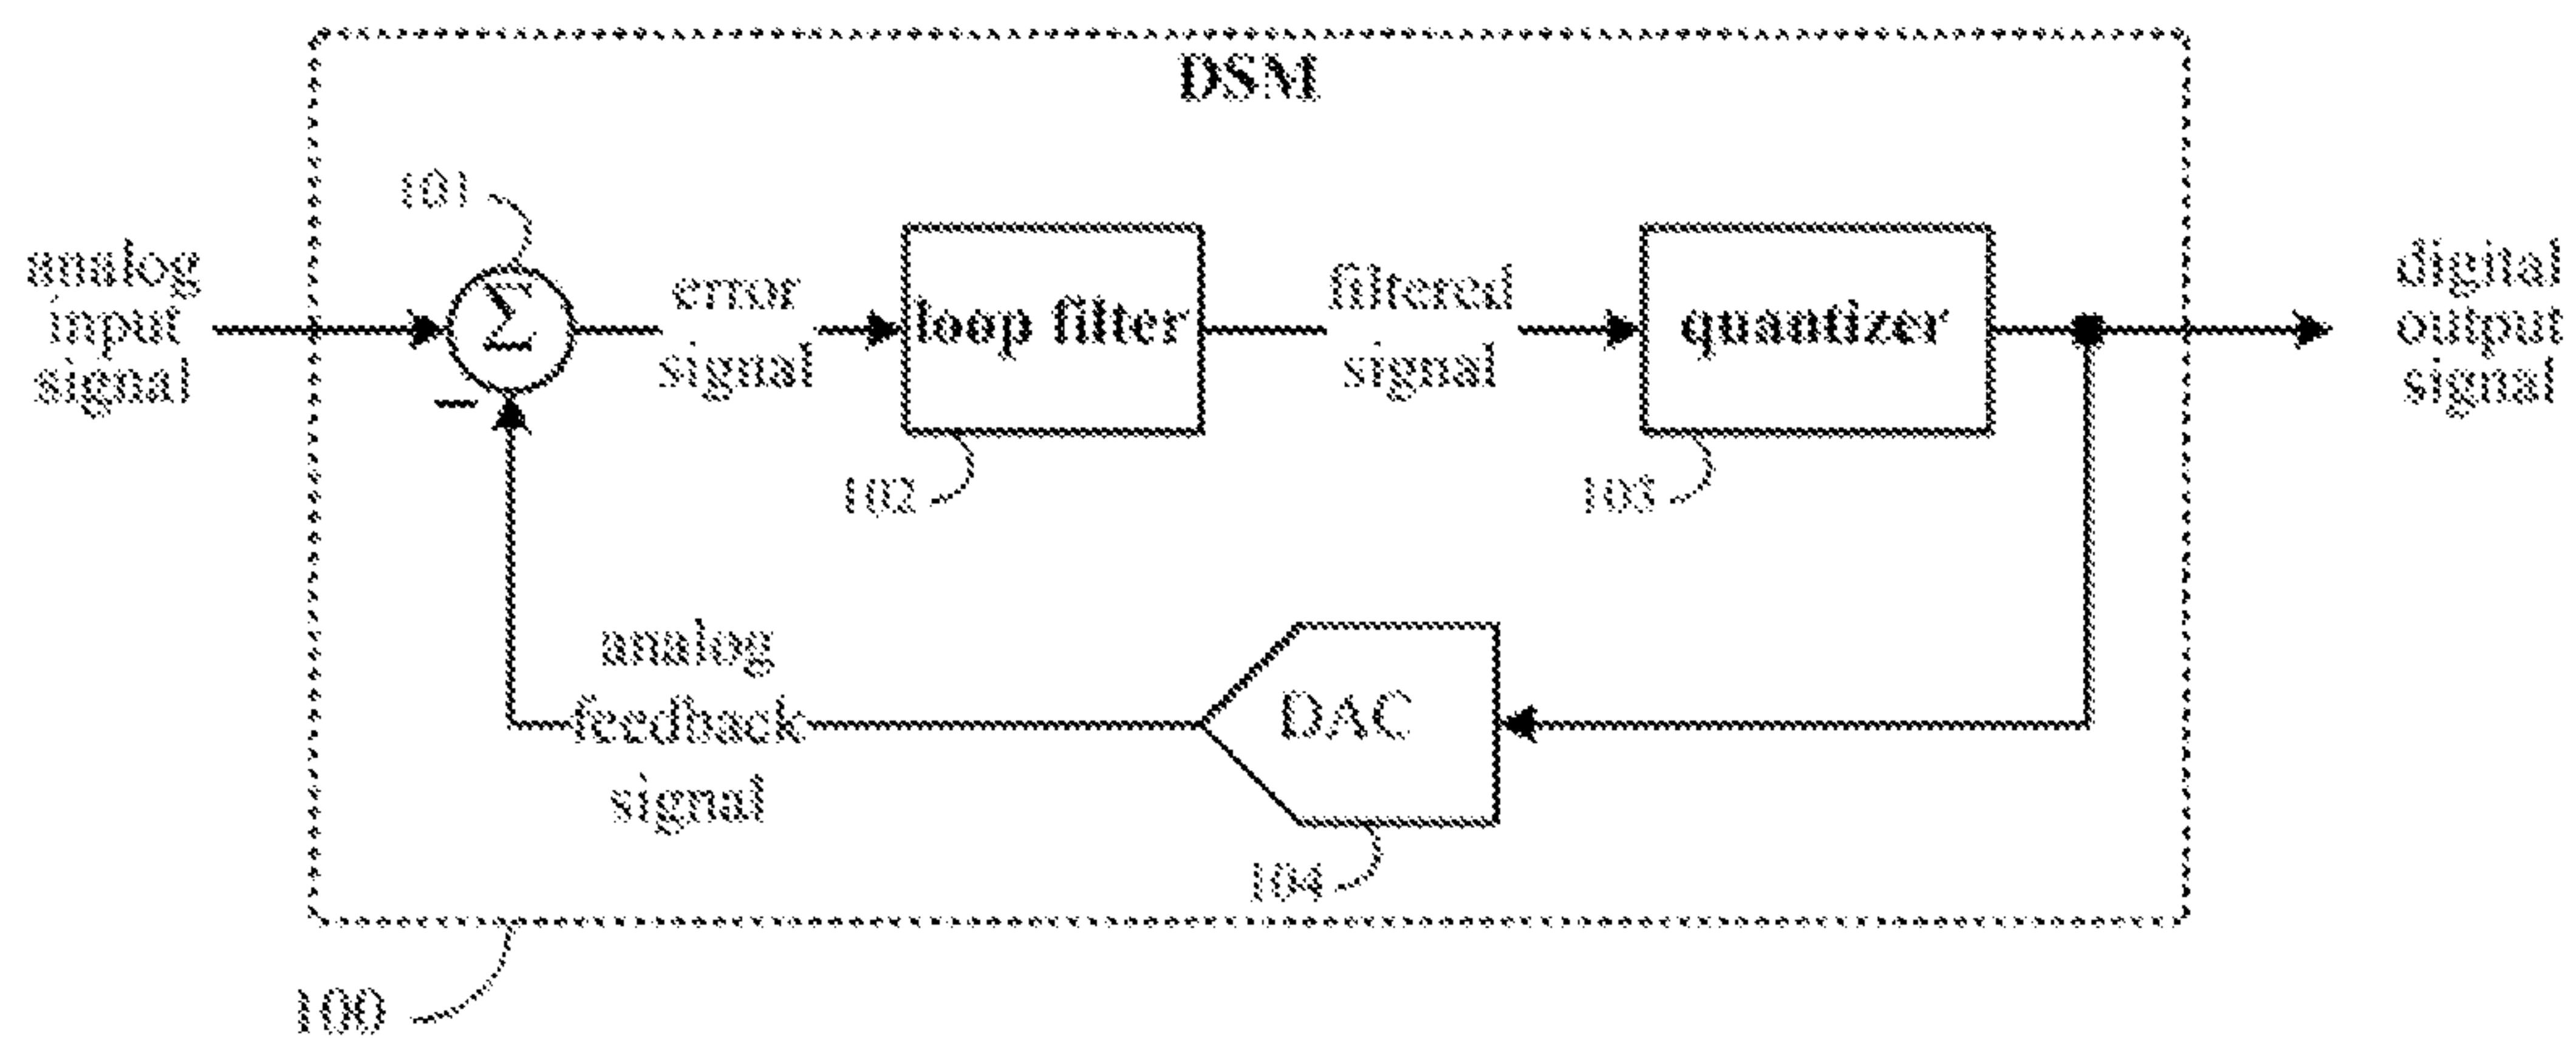 DSM
101
analog
input
signal
Σ
−
error
signal
loop filter
102
filtered
signal
quantizer
103
digital
output
signal
analog
feedback
signal
DAC
104
100